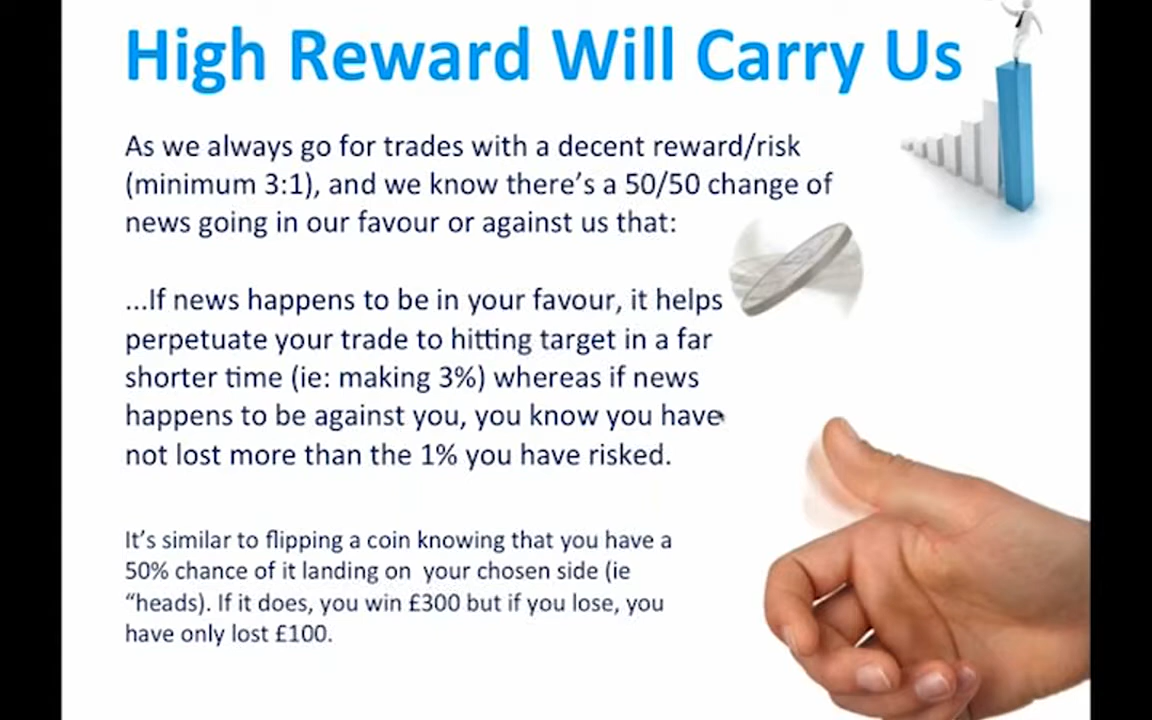 High Reward Will Carry Us
As we always go for trades with a decent reward/risk
(minimum 3:1), and we know there's a 50/50 change of
news going in our favour or against us that:
...If news happens to be in your favour, it helps
perpetuate your trade to hitting target in a far
shorter time (ie: making 3%) whereas if news
happens to be against you, you know you have
not lost more than the 1% you have risked.
It's similar to flipping a coin knowing that you have a
50% chance of it landing on your chosen side (ie
“heads). If it does, you win £300 but if you lose, you
have only lost £100.